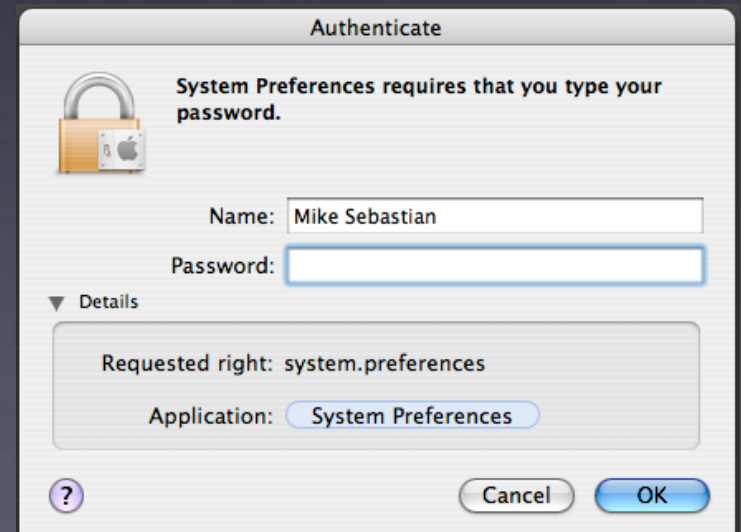 Authenticate
System Preferences requires that you type your
password.
Name: Mike Sebastian
Password:
Details
Requested right: system.preferences
Application: System Preferences
? Cancel OK